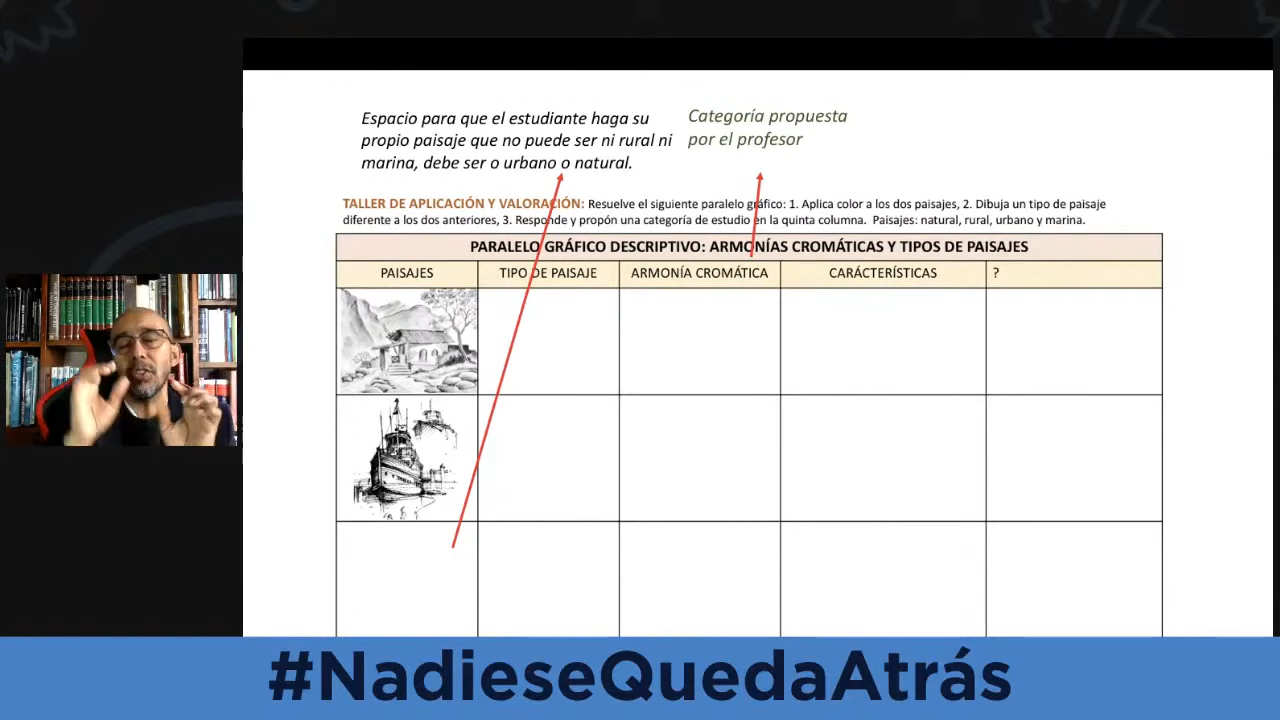 Espacio para que el estudiante haga su
propio paisaje que no puede ser ni rural ni
marina, debe ser o urbano o natural.
Categoría propuesta
por el profesor
TALLER DE APLICACIÓN Y VALORACIÓN: Resuelve el siguiente paralelo gráfico: 1. Aplica color a los dos paisajes, 2. Dibuja un tipo de paisaje
diferente a los dos anteriores, 3. Responde y propón una categoría de estudio en la quinta columna. Paisajes: natural, rural, urbano y marina.
PARALELO GRÁFICO DESCRIPTIVO: ARMONÍAS CROMÁTICAS Y TIPOS DE PAISAJES
PAISAJES
TIPO DE PAISAJE
ARMONÍA CROMÁTICA
CARÁCTERÍSTICAS
?
#NadieseQuedaAtrás